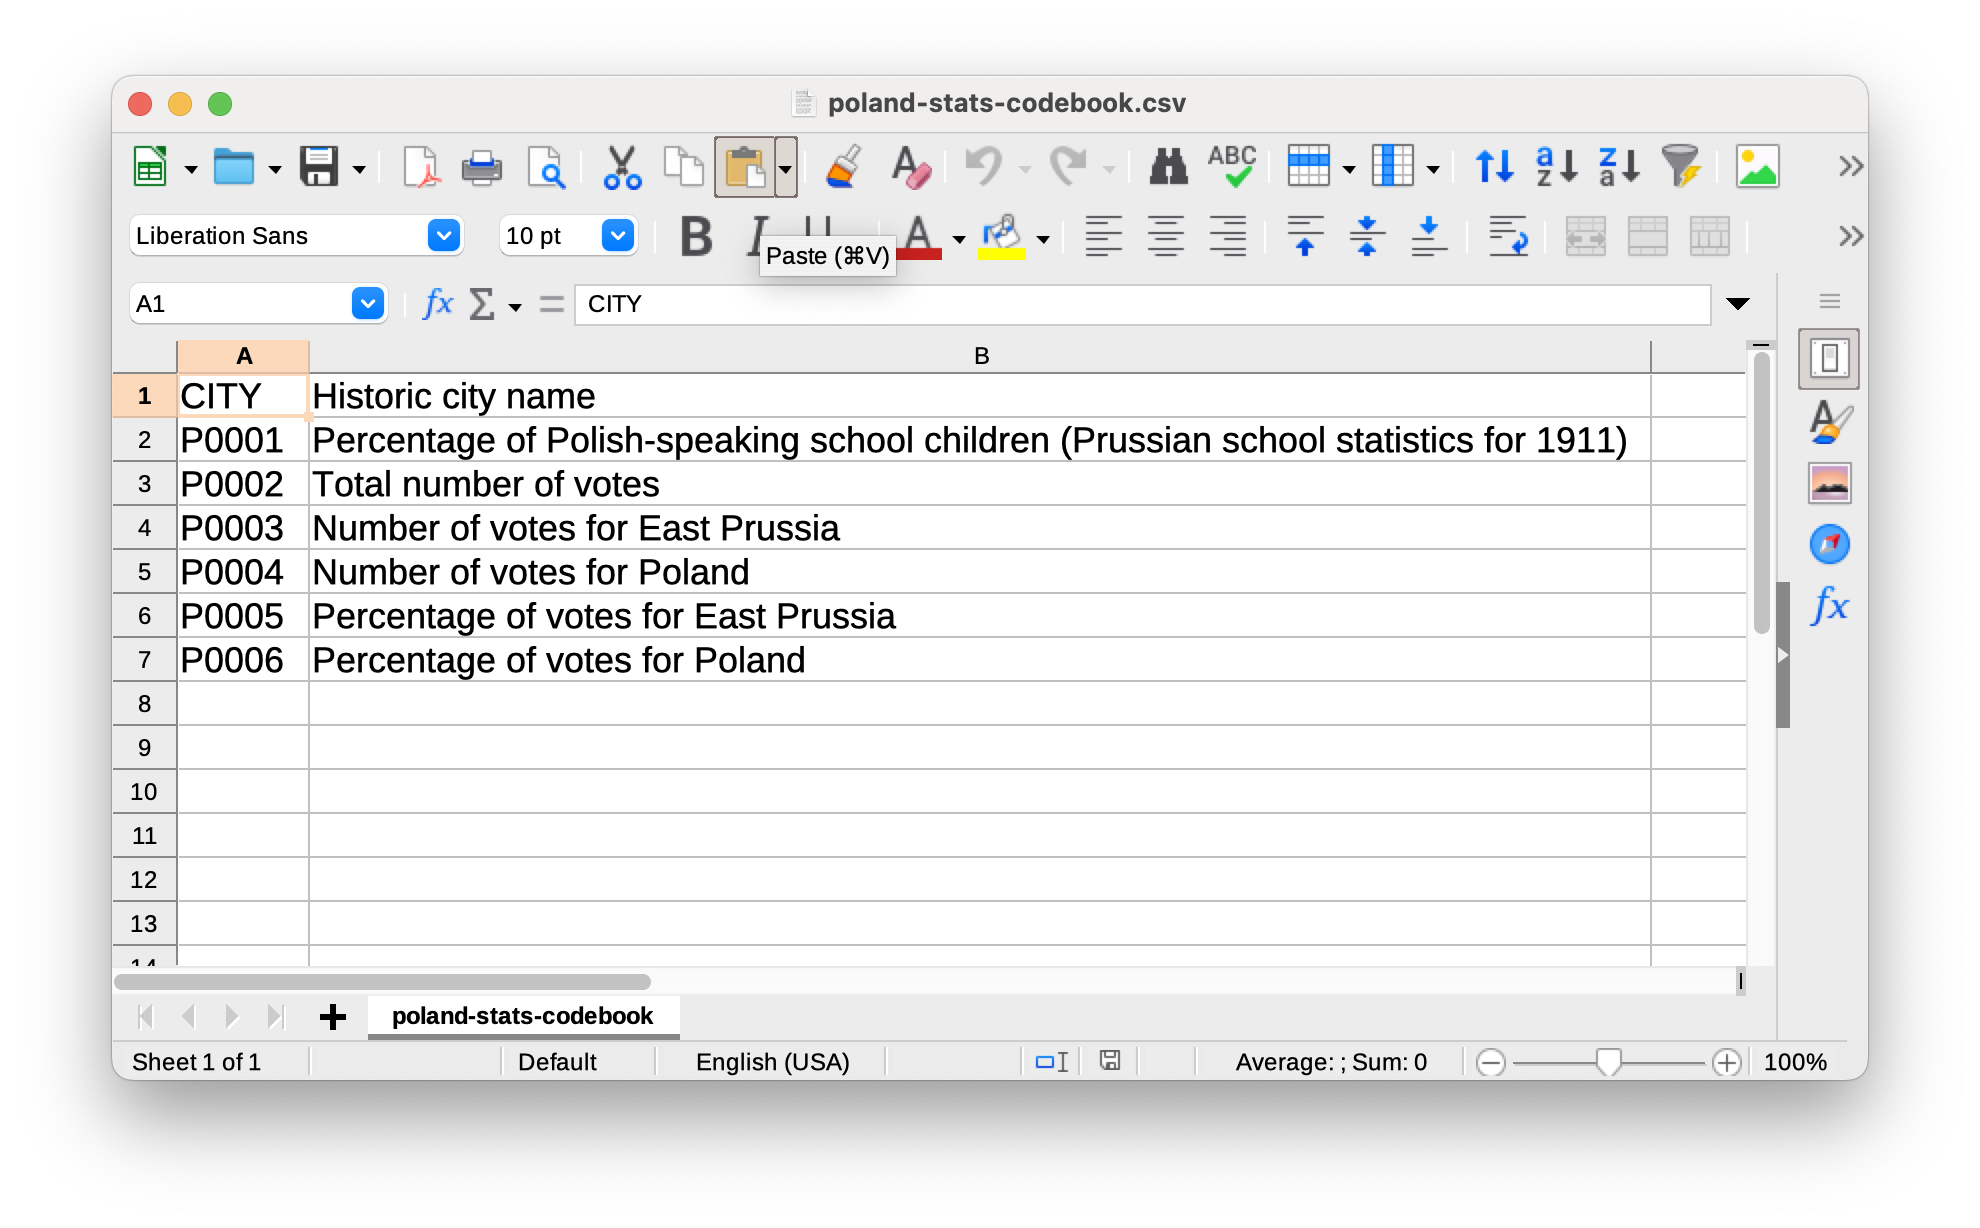 poland-stats-codebook.csv
ABC
Liberation Sans 10 pt
Paste (⌘V)
A1 fx Σ = CITY
A B
1 CITY Historic city name
2 P0001 Percentage of Polish-speaking school children (Prussian school statistics for 1911)
3 P0002 Total number of votes
4 P0003 Number of votes for East Prussia
5 P0004 Number of votes for Poland
6 P0005 Percentage of votes for East Prussia
7 P0006 Percentage of votes for Poland
8
9
10
11
12
13
14
poland-stats-codebook
Sheet 1 of 1 Default English (USA) Average: ; Sum: 0 100%